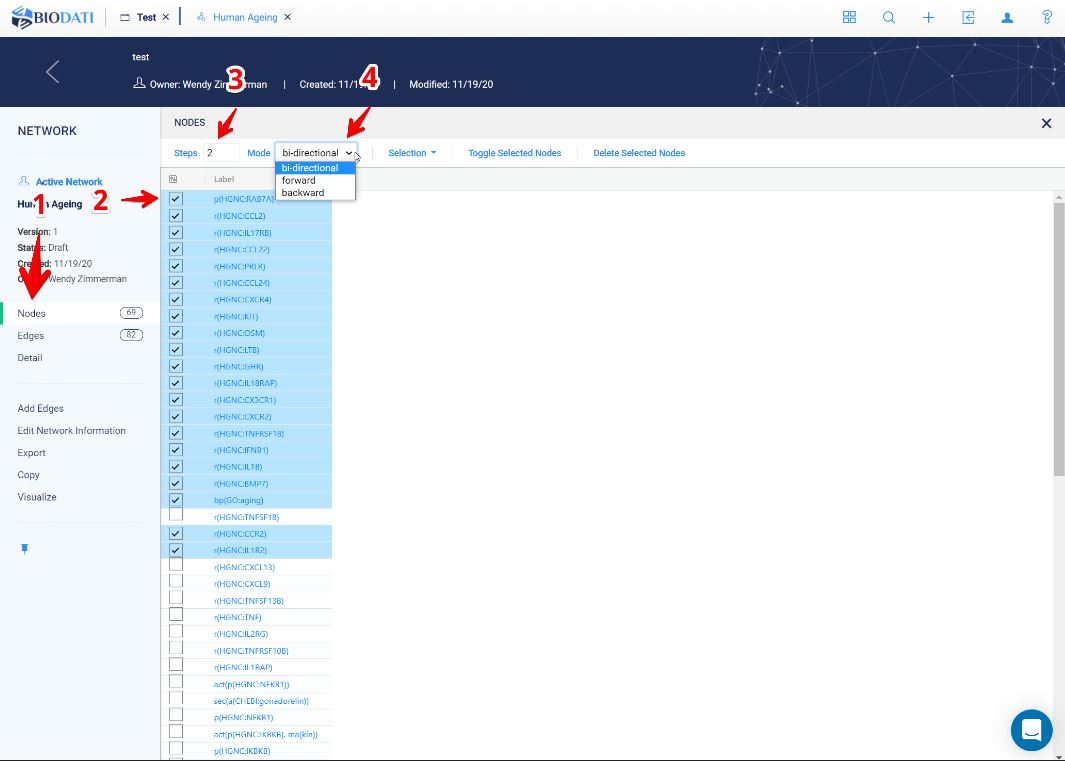 BIODATI
Test ×
Human Ageing ×
?
test
Owner: Wendy Zimmerman | Created: 11/19/20 | Modified: 11/19/20
3
4
NETWORK
NODES
Steps 2 Mode bi-directional Selection Toggle Selected Nodes Delete Selected Nodes
bi-directional
forward
backward
Active Network
Human Ageing
1
2
Version: 1
Status: Draft
Created: 11/19/20
Wendy Zimmerman
Nodes 69
Edges 82
Detail
Add Edges
Edit Network Information
Export
Copy
Visualize
Label
p(HGNC:RAB7A)
r(HGNC:CCL2)
r(HGNC:IL17RB)
r(HGNC:CCL22)
r(HGNC:PRLR)
r(HGNC:CCL24)
r(HGNC:CXCR4)
r(HGNC:KIT)
r(HGNC:OSM)
r(HGNC:LTB)
r(HGNC:GHR)
r(HGNC:IL18RAP)
r(HGNC:CX3CR1)
r(HGNC:CXCR2)
r(HGNC:TNFRSF18)
r(HGNC:IFNB1)
r(HGNC:IL1B)
r(HGNC:BMP7)
bp(GO:aging)
r(HGNC:TNFSF18)
r(HGNC:CCR2)
r(HGNC:IL1R2)
r(HGNC:CXCL13)
r(HGNC:CXCL9)
r(HGNC:TNFSF13B)
r(HGNC:TNF)
r(HGNC:IL2RG)
r(HGNC:TNFRSF10B)
r(HGNC:IL1RAP)
act(p(HGNC:NFKB1))
sec(a(CHEBI:gonadorelin))
p(HGNC:NFKB1)
act(p(HGNC:IKBKB), ma(kin))
p(HGNC:IKBKB)